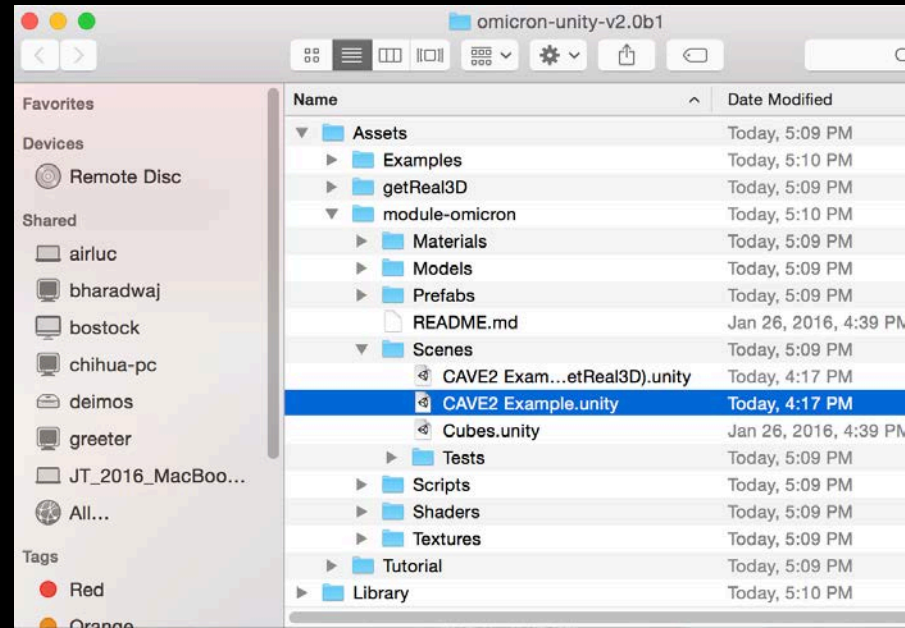 omicron-unity-v2.0b1
Favorites
Devices
Remote Disc
Shared
airluc
bharadwaj
bostock
chihua-pc
deimos
greeter
JT_2016_MacBoo...
All...
Tags
Red
Orange
Name Date Modified
Assets Today, 5:09 PM
Examples Today, 5:10 PM
getReal3D Today, 5:09 PM
module-omicron Today, 5:10 PM
Materials Today, 5:09 PM
Models Today, 5:09 PM
Prefabs Today, 5:09 PM
README.md Jan 26, 2016, 4:39 PM
Scenes Today, 5:09 PM
CAVE2 Exam...etReal3D).unity Today, 4:17 PM
CAVE2 Example.unity Today, 4:17 PM
Cubes.unity Jan 26, 2016, 4:39 PM
Tests Today, 5:09 PM
Scripts Today, 5:09 PM
Shaders Today, 5:09 PM
Textures Today, 5:09 PM
Tutorial Today, 5:09 PM
Library Today, 5:10 PM